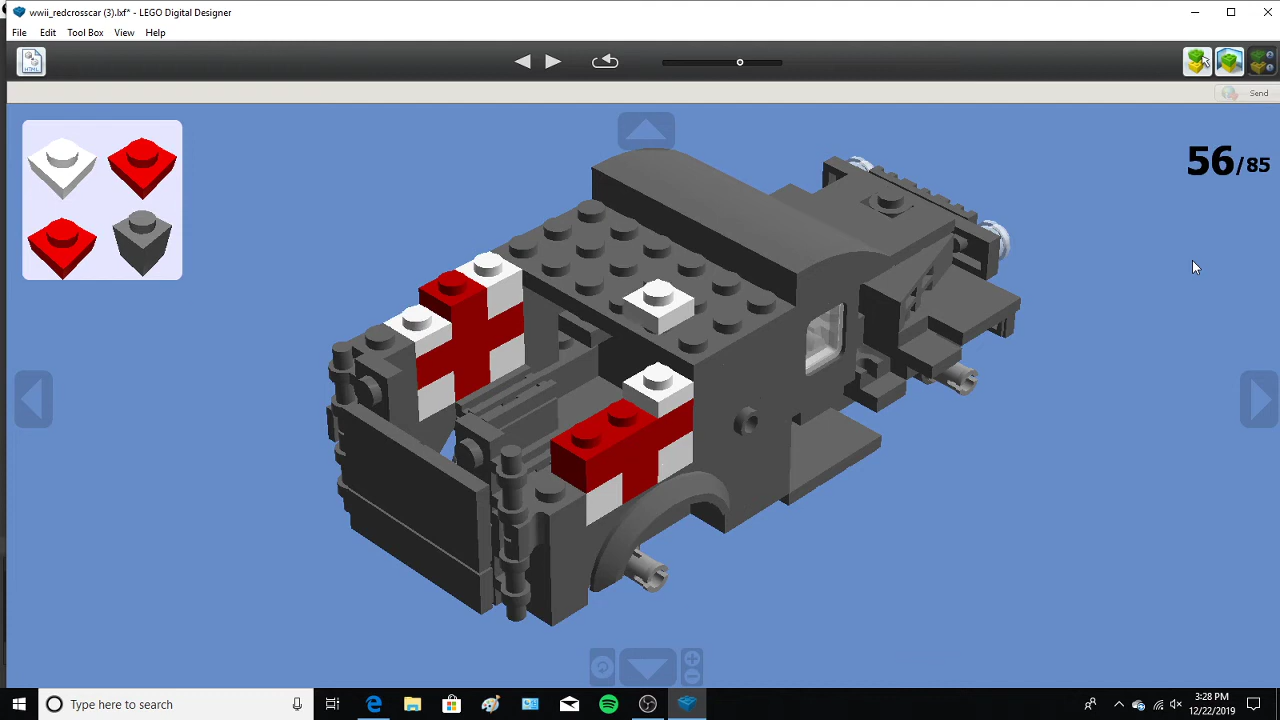 wwii_redcrosscar (3).lxf* - LEGO Digital Designer
File Edit Tool Box View Help
HTML
Send
56/85
Type here to search
3:28 PM
12/22/2019